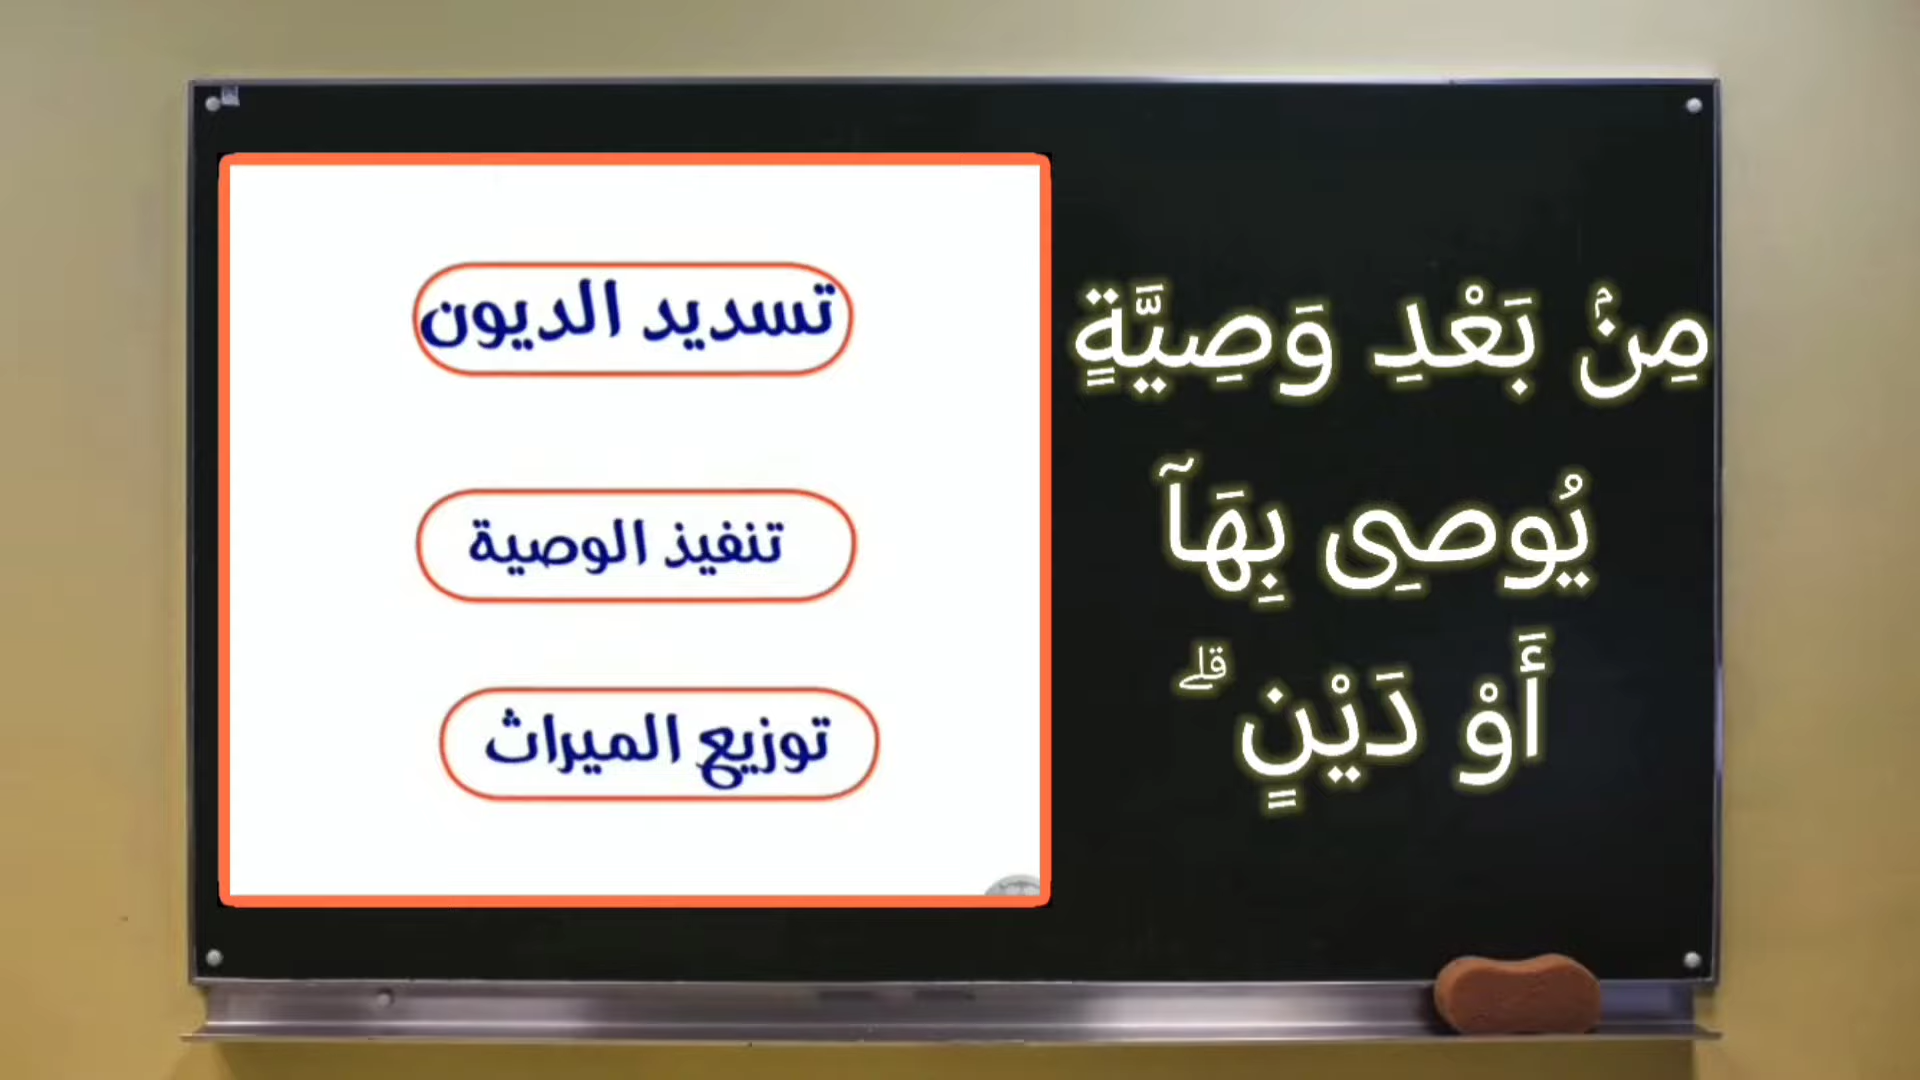 مِنۢ بَعْدِ وَصِيَّةٍ
يُوصِى بِهَآ
أَوْ دَيْنٍ ۗ
تسديد الديون
تنفيذ الوصية
توزيع الميراث